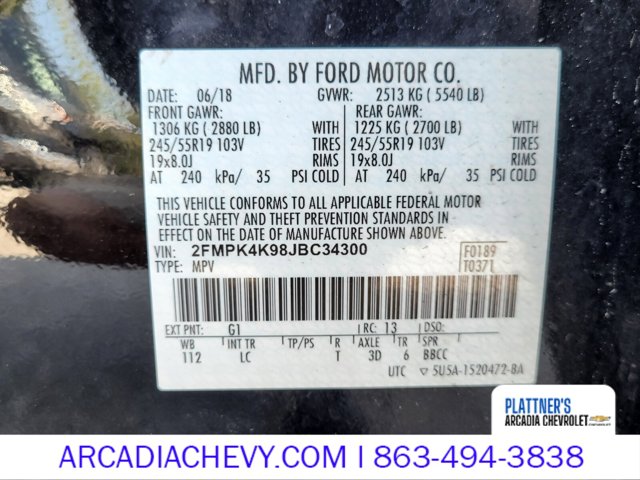 MFD. BY FORD MOTOR CO.
DATE: 06/18 GVWR: 2513 KG ( 5540 LB)
FRONT GAWR: REAR GAWR:
1306 KG ( 2880 LB) WITH 1225 KG ( 2700 LB) WITH
245/55R19 103V TIRES 245/55R19 103V TIRES
19x8.0J RIMS 19x8.0J RIMS
AT 240 kPa/ 35 PSI COLD AT 240 kPa/ 35 PSI COLD
THIS VEHICLE CONFORMS TO ALL APPLICABLE FEDERAL MOTOR
VEHICLE SAFETY AND THEFT PREVENTION STANDARDS IN
EFFECT ON THE DATE OF MANUFACTURE SHOWN ABOVE.
VIN: 2FMPK4K98JBC34300 F0189
TYPE: MPV T0371
EXT PNT: G1 RC: 13 DSO:
WB INT TR TP/PS R AXLE TR SPR
112 LC T 3D 6 BBCC
UTC ▽ 5U5A-1520472-BA
PLATTNER'S
ARCADIA CHEVROLET
ARCADIACHEVY.COM | 863-494-3838